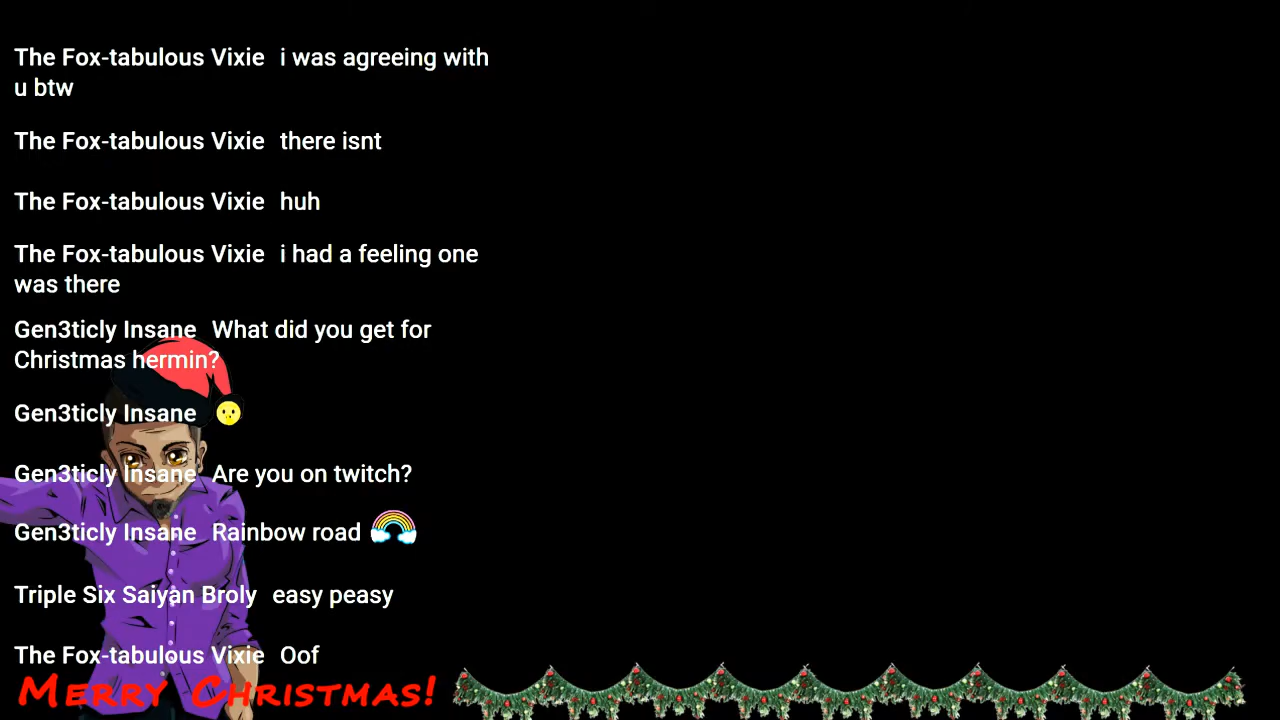 The Fox-tabulous Vixie i was agreeing with
u btw
The Fox-tabulous Vixie there isnt
The Fox-tabulous Vixie huh
The Fox-tabulous Vixie i had a feeling one
was there
Gen3ticly Insane What did you get for
Christmas hermin?
Gen3ticly Insane 😶
Gen3ticly Insane Are you on twitch?
Gen3ticly Insane Rainbow road 🌈
Triple Six Saiyan Broly easy peasy
The Fox-tabulous Vixie Oof
Merry Christmas!